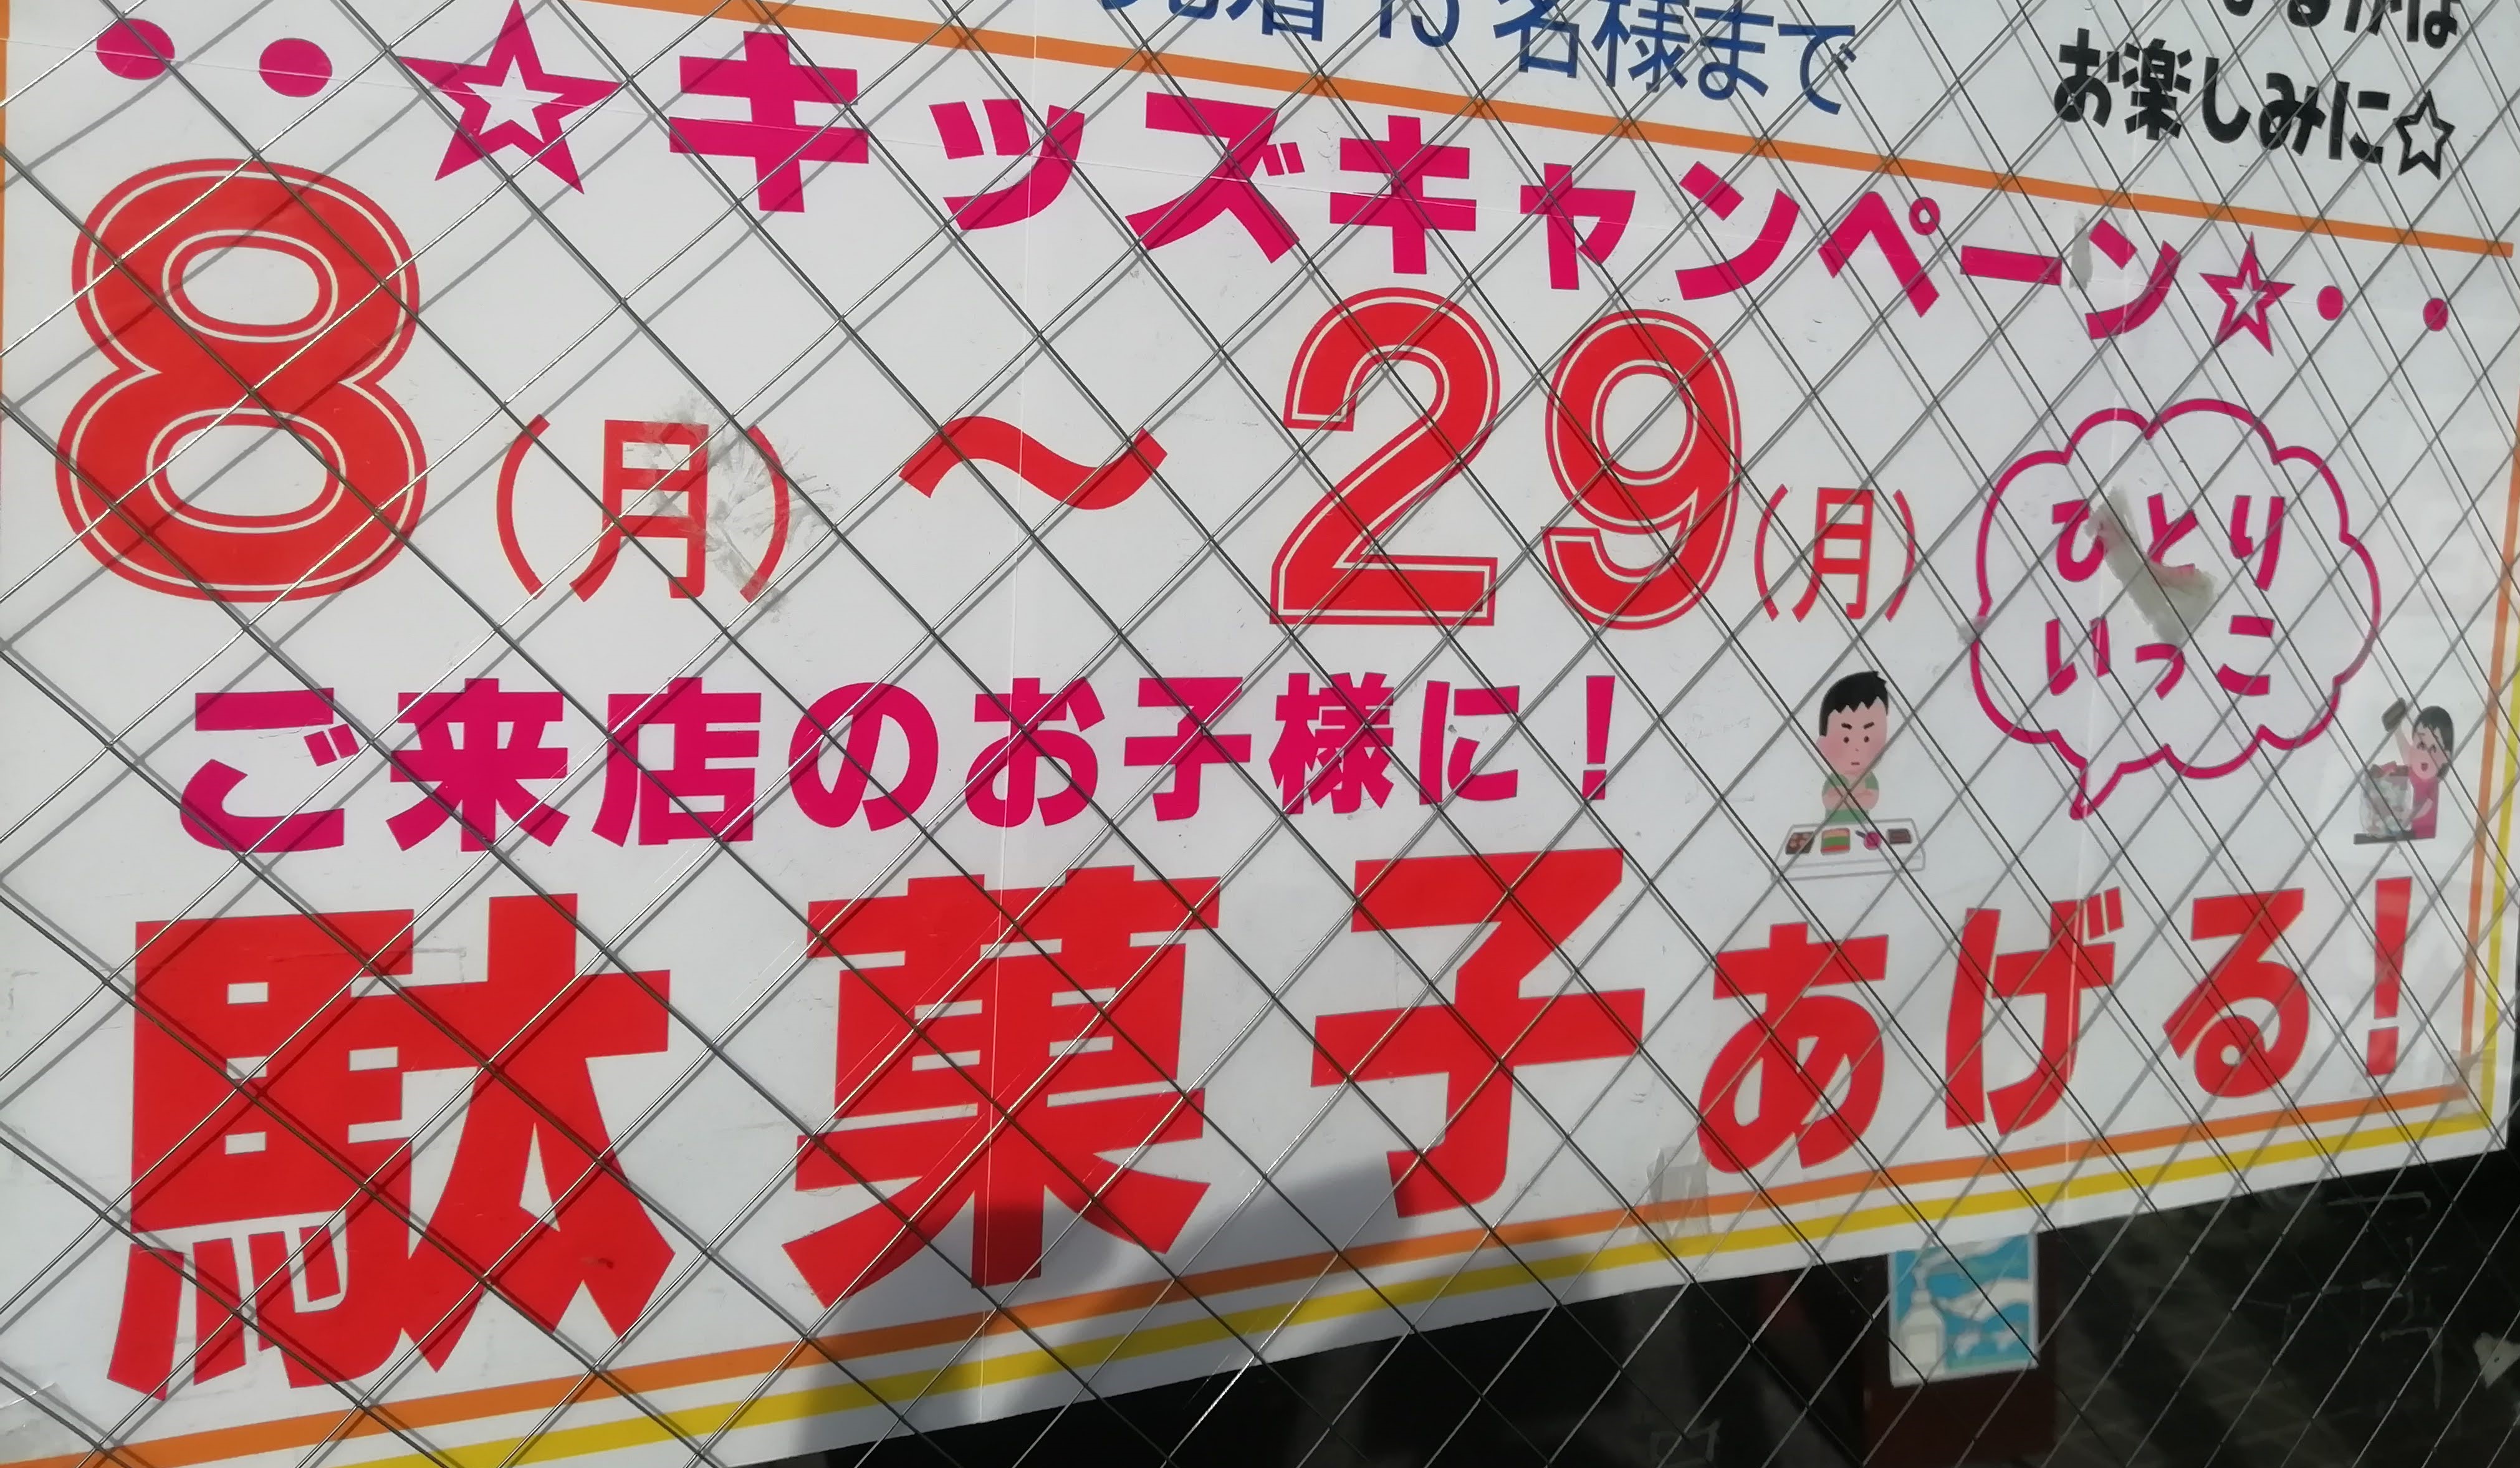 名様まで
お楽しみに☆
・・☆キッズキャンペーン☆・・
8(月)～29(月)
ひとり
いっこ
ご来店のお子様に！
駄菓子あげる！